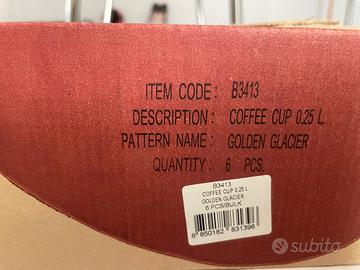 ITEM CODE: B3413
DESCRIPTION: COFFEE CUP 0.25 L.
PATTERN NAME: GOLDEN GLACIER
QUANTITY: 6 PCS.
B3413
COFFEE CUP 0.25 L.
GOLDEN GLACIER
6 PCS/BULK
8 850182 831396
subito